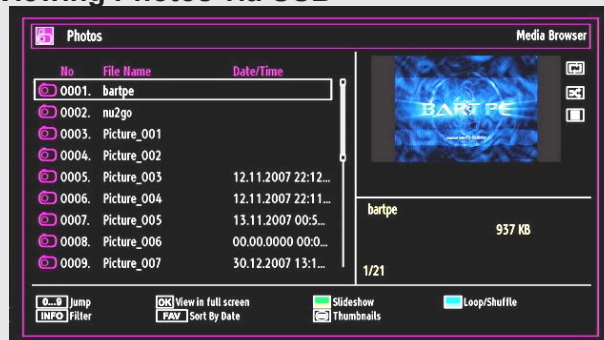 Viewing Photos via USB
Photos
Media Browser
No File Name Date/Time
0001. bartpe
0002. nu2go
0003. Picture_001
0004. Picture_002
0005. Picture_003 12.11.2007 22:12...
0006. Picture_004 12.11.2007 22:11...
0007. Picture_005 13.11.2007 00:5...
0008. Picture_006 00.00.0000 00:0...
0009. Picture_007 30.12.2007 13:1...
BART PE
bartpe
937 KB
1/21
0...9 Jump OK View in full screen Slideshow Loop/Shuffle
INFO Filter FAV Sort By Date Thumbnails